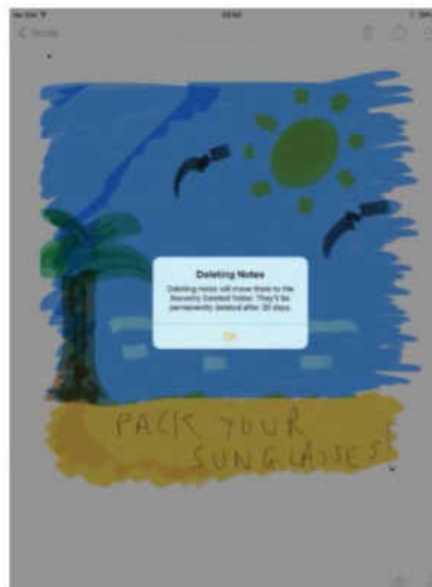 Deleting Notes
Deleting notes will move them to the
Recently Deleted folder. They'll be
permanently deleted after 30 days.
OK
PACK YOUR
SUNGLASSES